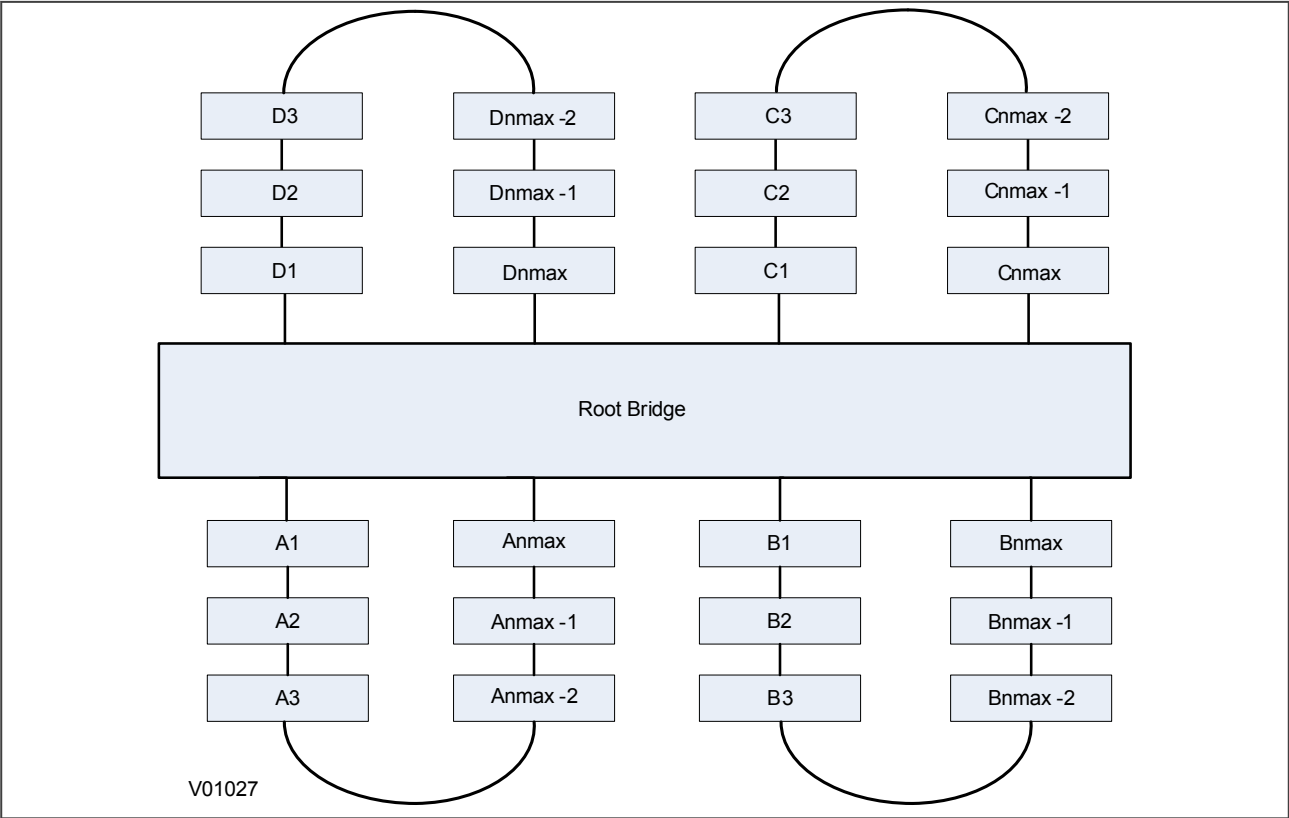 D3
Dnmax -2
C3
Cnmax -2
D2
Dnmax -1
C2
Cnmax -1
D1
Dnmax
C1
Cnmax
Root Bridge
A1
Anmax
B1
Bnmax
A2
Anmax -1
B2
Bnmax -1
A3
Anmax -2
B3
Bnmax -2
V01027